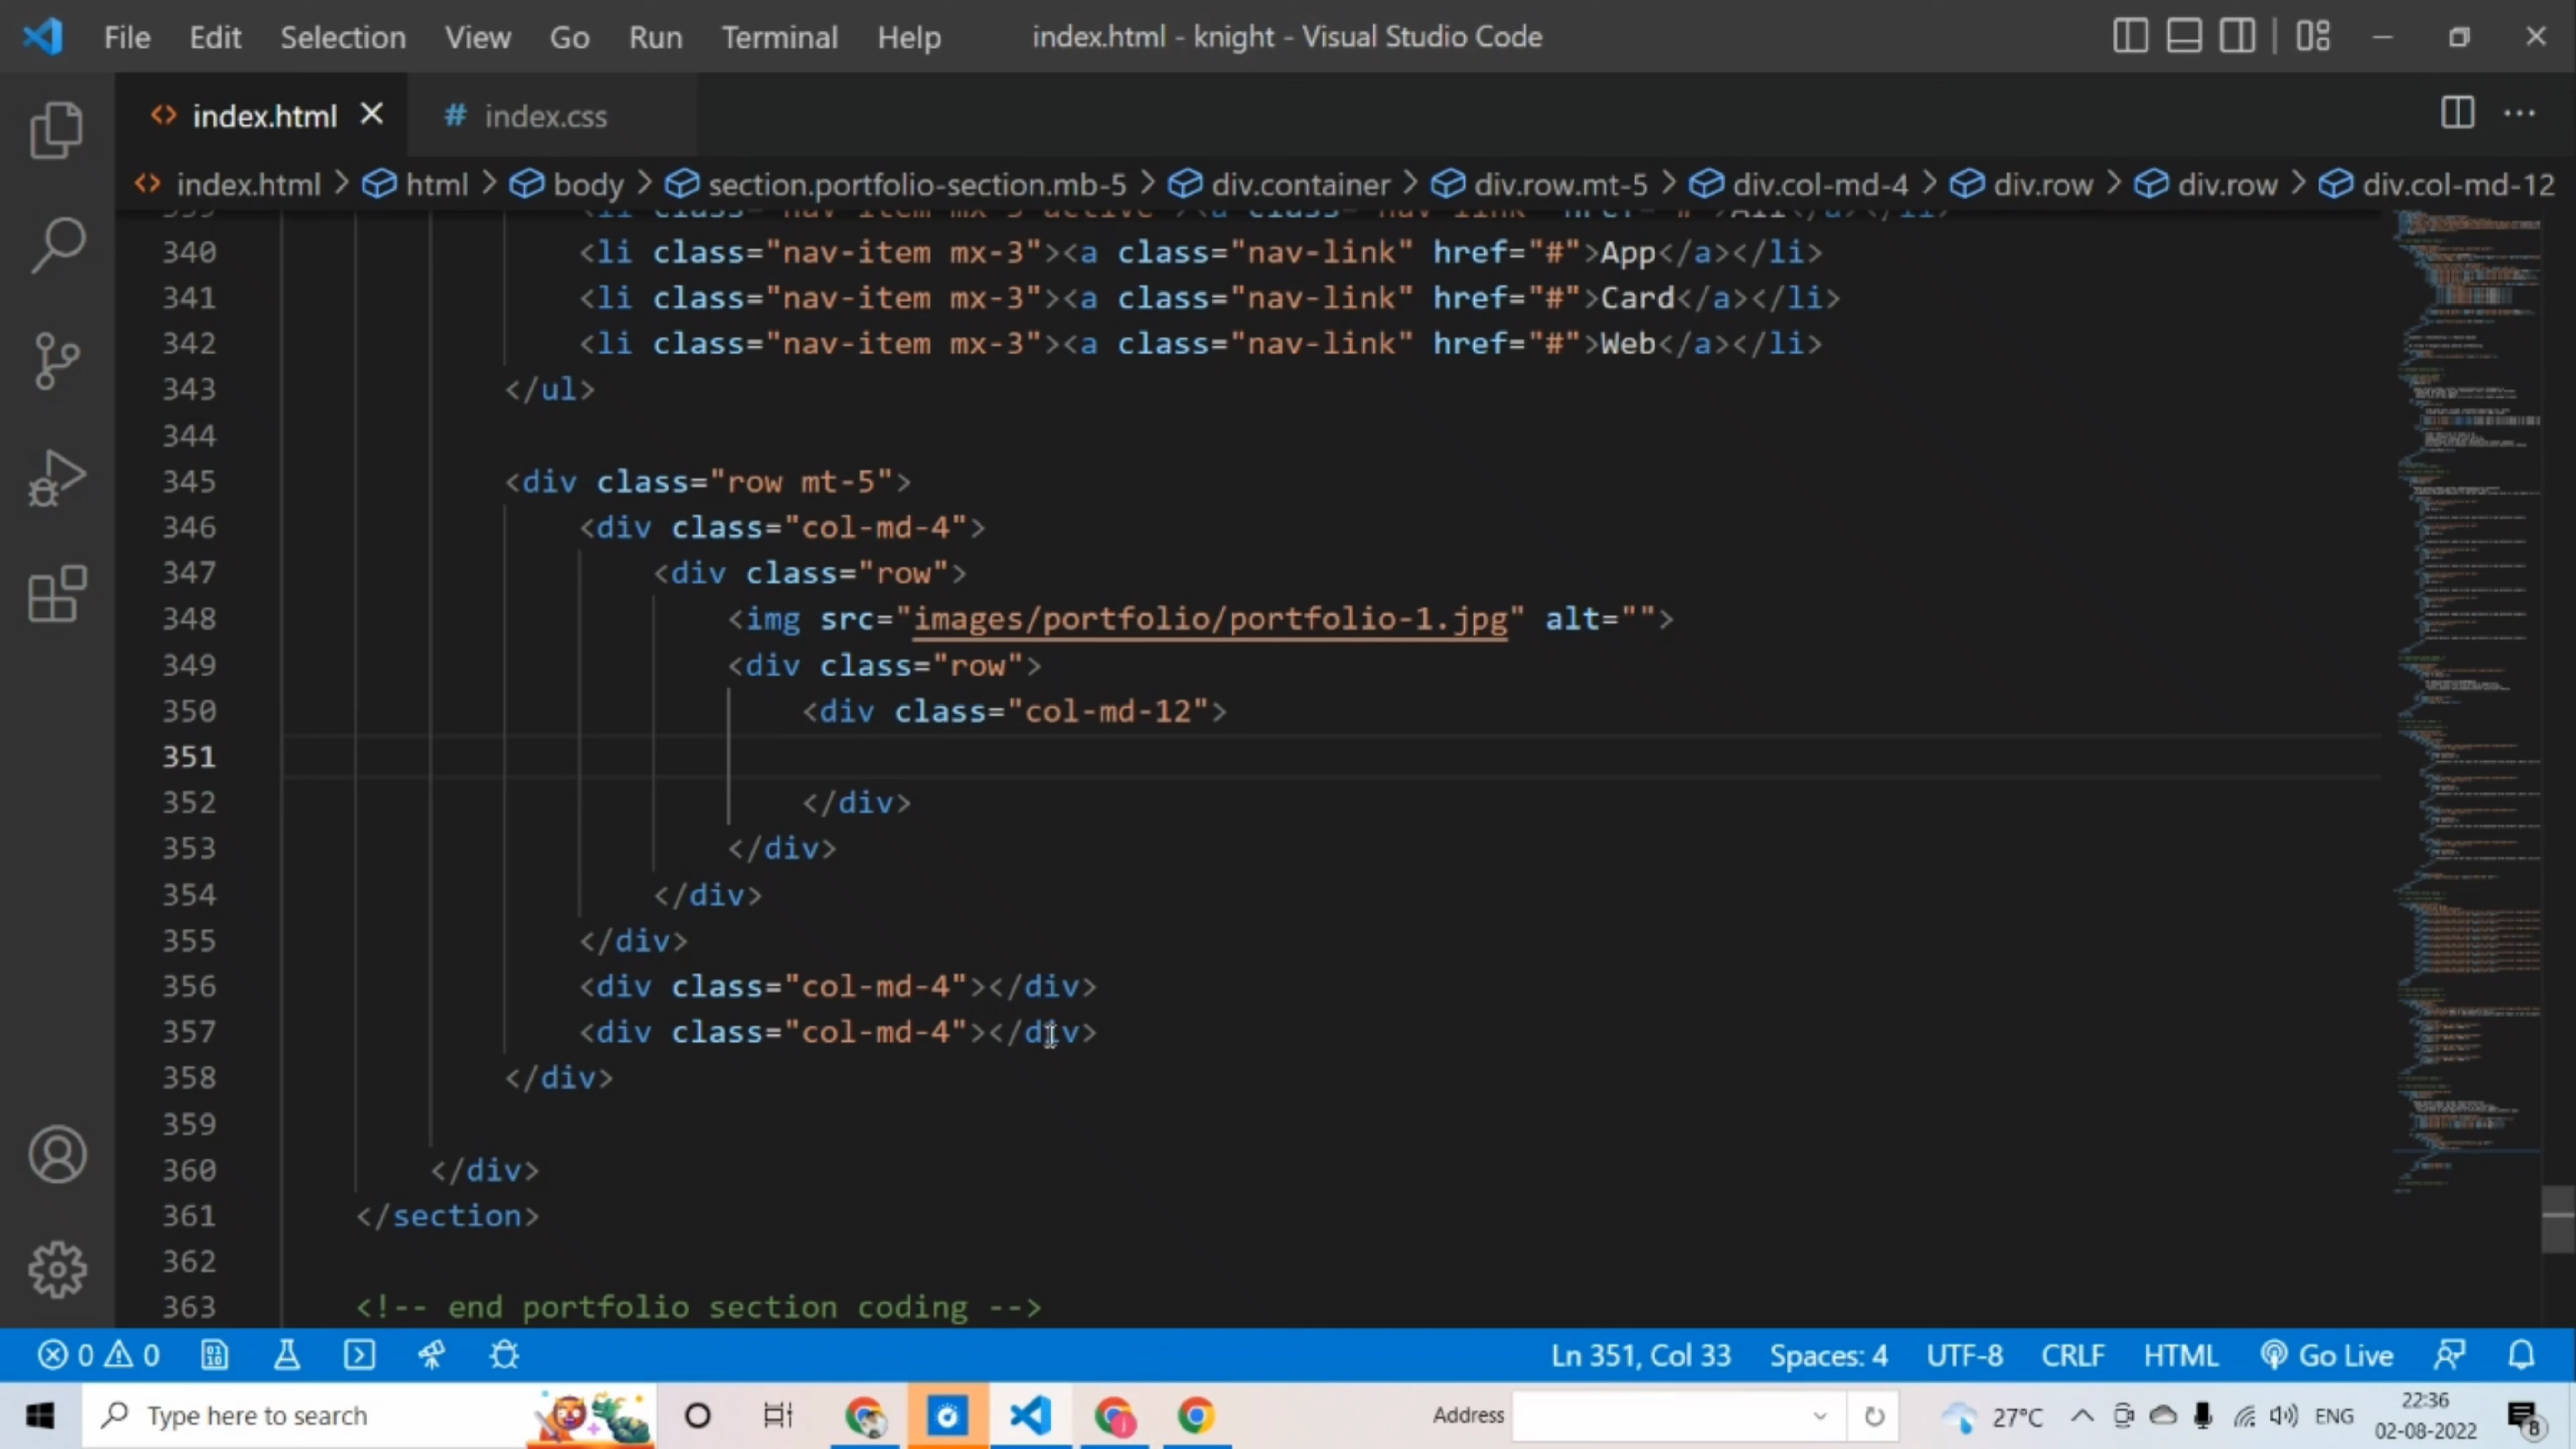 File Edit Selection View Go Run Terminal Help index.html - knight - Visual Studio Code
index.html # index.css
index.html > html > body > section.portfolio-section.mb-5 > div.container > div.row.mt-5 > div.col-md-4 > div.row > div.row > div.col-md-12
340 <li class="nav-item mx-3"><a class="nav-link" href="#">App</a></li>
341 <li class="nav-item mx-3"><a class="nav-link" href="#">Card</a></li>
342 <li class="nav-item mx-3"><a class="nav-link" href="#">Web</a></li>
343 </ul>
344
345 <div class="row mt-5">
346 <div class="col-md-4">
347 <div class="row">
348 <img src="images/portfolio/portfolio-1.jpg" alt="">
349 <div class="row">
350 <div class="col-md-12">
351
352 </div>
353 </div>
354 </div>
355 </div>
356 <div class="col-md-4"></div>
357 <div class="col-md-4"></div>
358 </div>
359
360 </div>
361 </section>
362
363 <!-- end portfolio section coding -->
0 0 Ln 351, Col 33 Spaces: 4 UTF-8 CRLF HTML Go Live
Type here to search Address 27°C ENG 22:36
02-08-2022 8